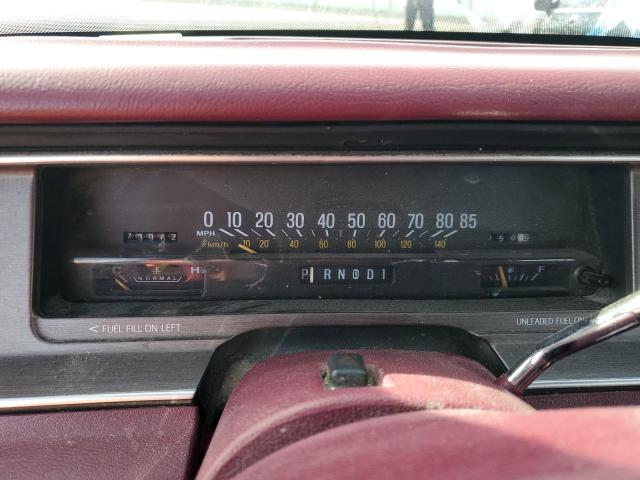 0 10 20 30 40 50 60 70 80 85
MPH
km/h 10 20 40 60 80 100 120 140
C H
NORMAL
P R N D 1
F
< FUEL FILL ON LEFT
UNLEADED FUEL